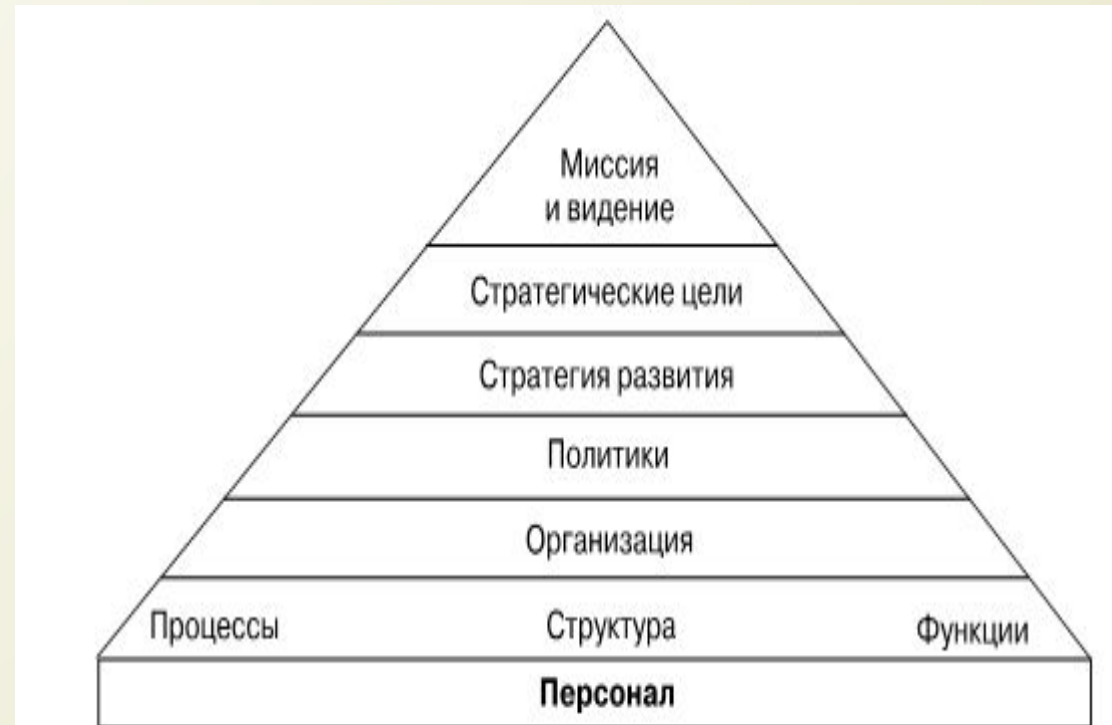 Миссия
и видение
Стратегические цели
Стратегия развития
Политики
Организация
Процессы Структура Функции
Персонал